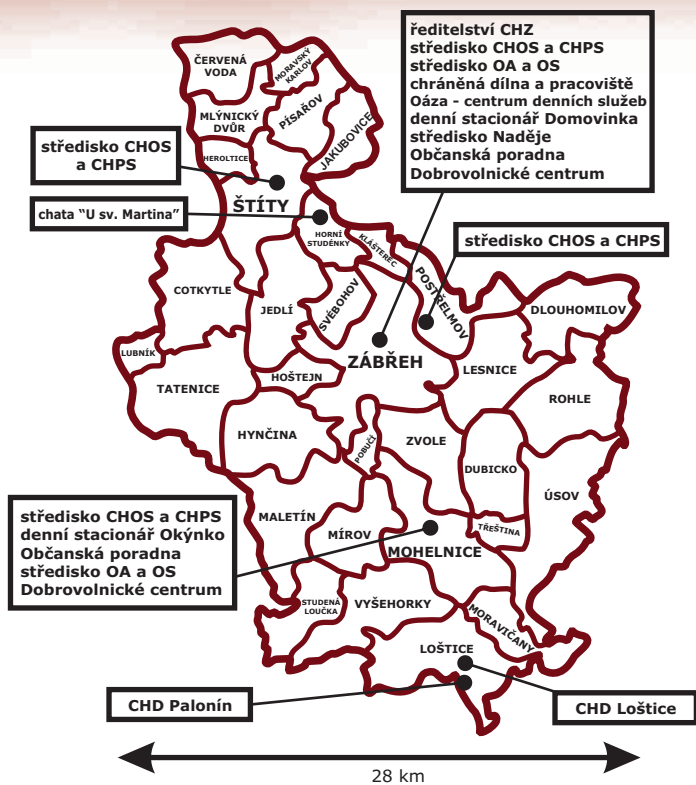 ředitelství CHZ
středisko CHOS a CHPS
středisko OA a OS
chráněná dílna a pracoviště
Oáza - centrum denních služeb
denní stacionář Domovinka
středisko Naděje
Občanská poradna
Dobrovolnické centrum
ČERVENÁ
VODA
MORAVSKÝ
KARLOV
MLÝNICKÝ
DVŮR
PÍSAŘOV
JAKUBOVICE
HEROLTICE
středisko CHOS
a CHPS
ŠTÍTY
chata "U sv. Martina"
HORNÍ
STUDÉNKY
KLÁŠTEREC
středisko CHOS a CHPS
POSTŘELMOV
COTKYTLE
JEDLÍ
SVÉBOHOV
DLOUHOMILOV
LUBNÍK
ZÁBŘEH
LESNICE
TATENICE
HOŠTEJN
ROHLE
HYNČINA
POBUČÍ
ZVOLE
DUBICKO
ÚSOV
středisko CHOS a CHPS
denní stacionář Okýnko
Občanská poradna
středisko OA a OS
Dobrovolnické centrum
MALETÍN
MÍROV
MOHELNICE
TŘEŠTINA
STUDENÁ
LOUČKA
VYŠEHORKY
MORAVIČANY
LOŠTICE
CHD Palonín
CHD Loštice
28 km